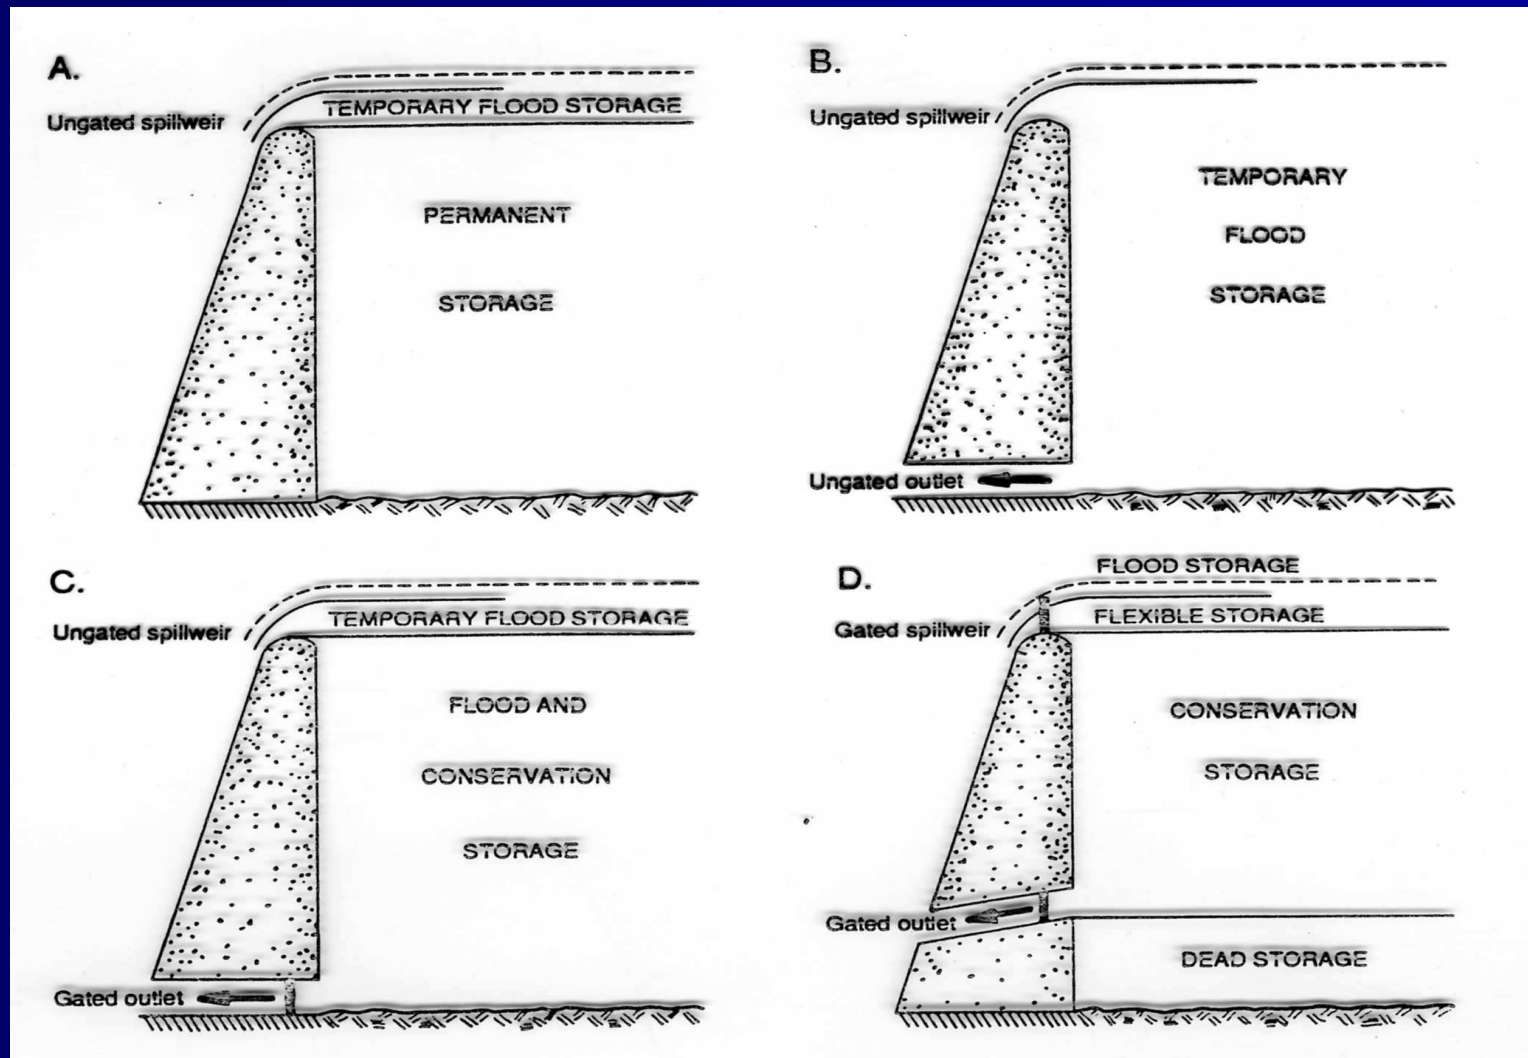 A.
Ungated spillweir
TEMPORARY FLOOD STORAGE
PERMANENT
STORAGE
B.
Ungated spillweir
TEMPORARY
FLOOD
STORAGE
Ungated outlet
C.
Ungated spillweir
TEMPORARY FLOOD STORAGE
FLOOD AND
CONSERVATION
STORAGE
Gated outlet
D.
FLOOD STORAGE
Gated spillweir
FLEXIBLE STORAGE
CONSERVATION
STORAGE
Gated outlet
DEAD STORAGE